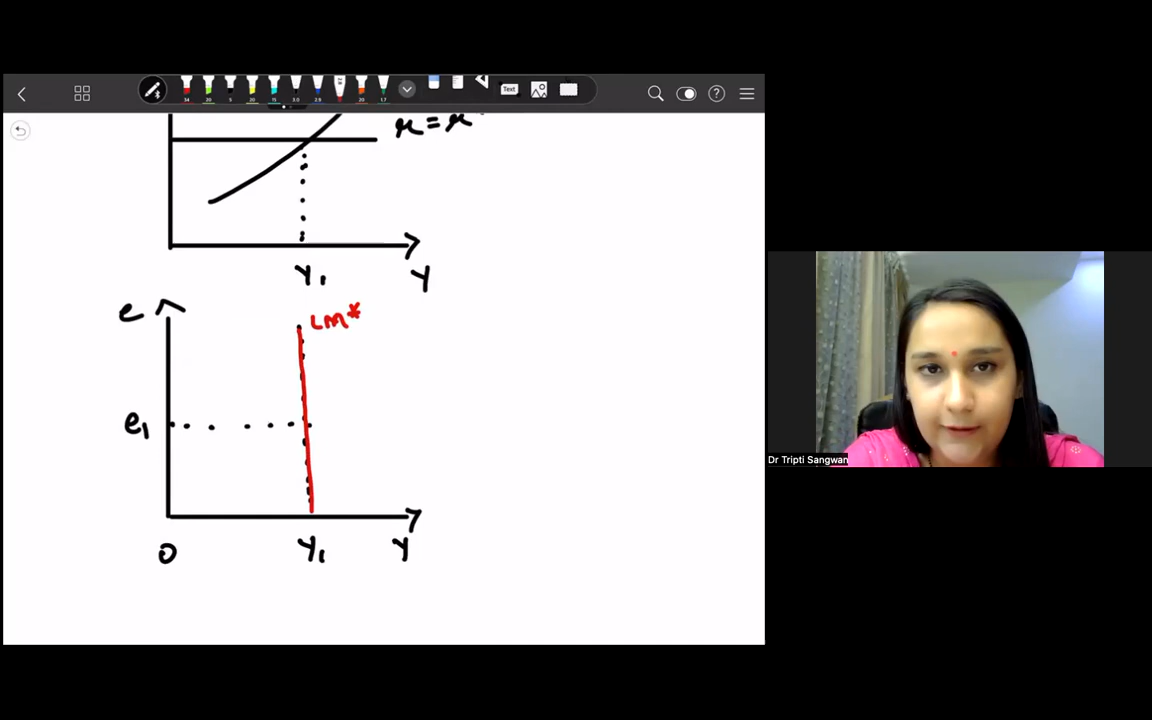 Text
r = r*
Y₁ Y
e
LM*
e₁
0 Y₁ Y
Dr Tripti Sangwan